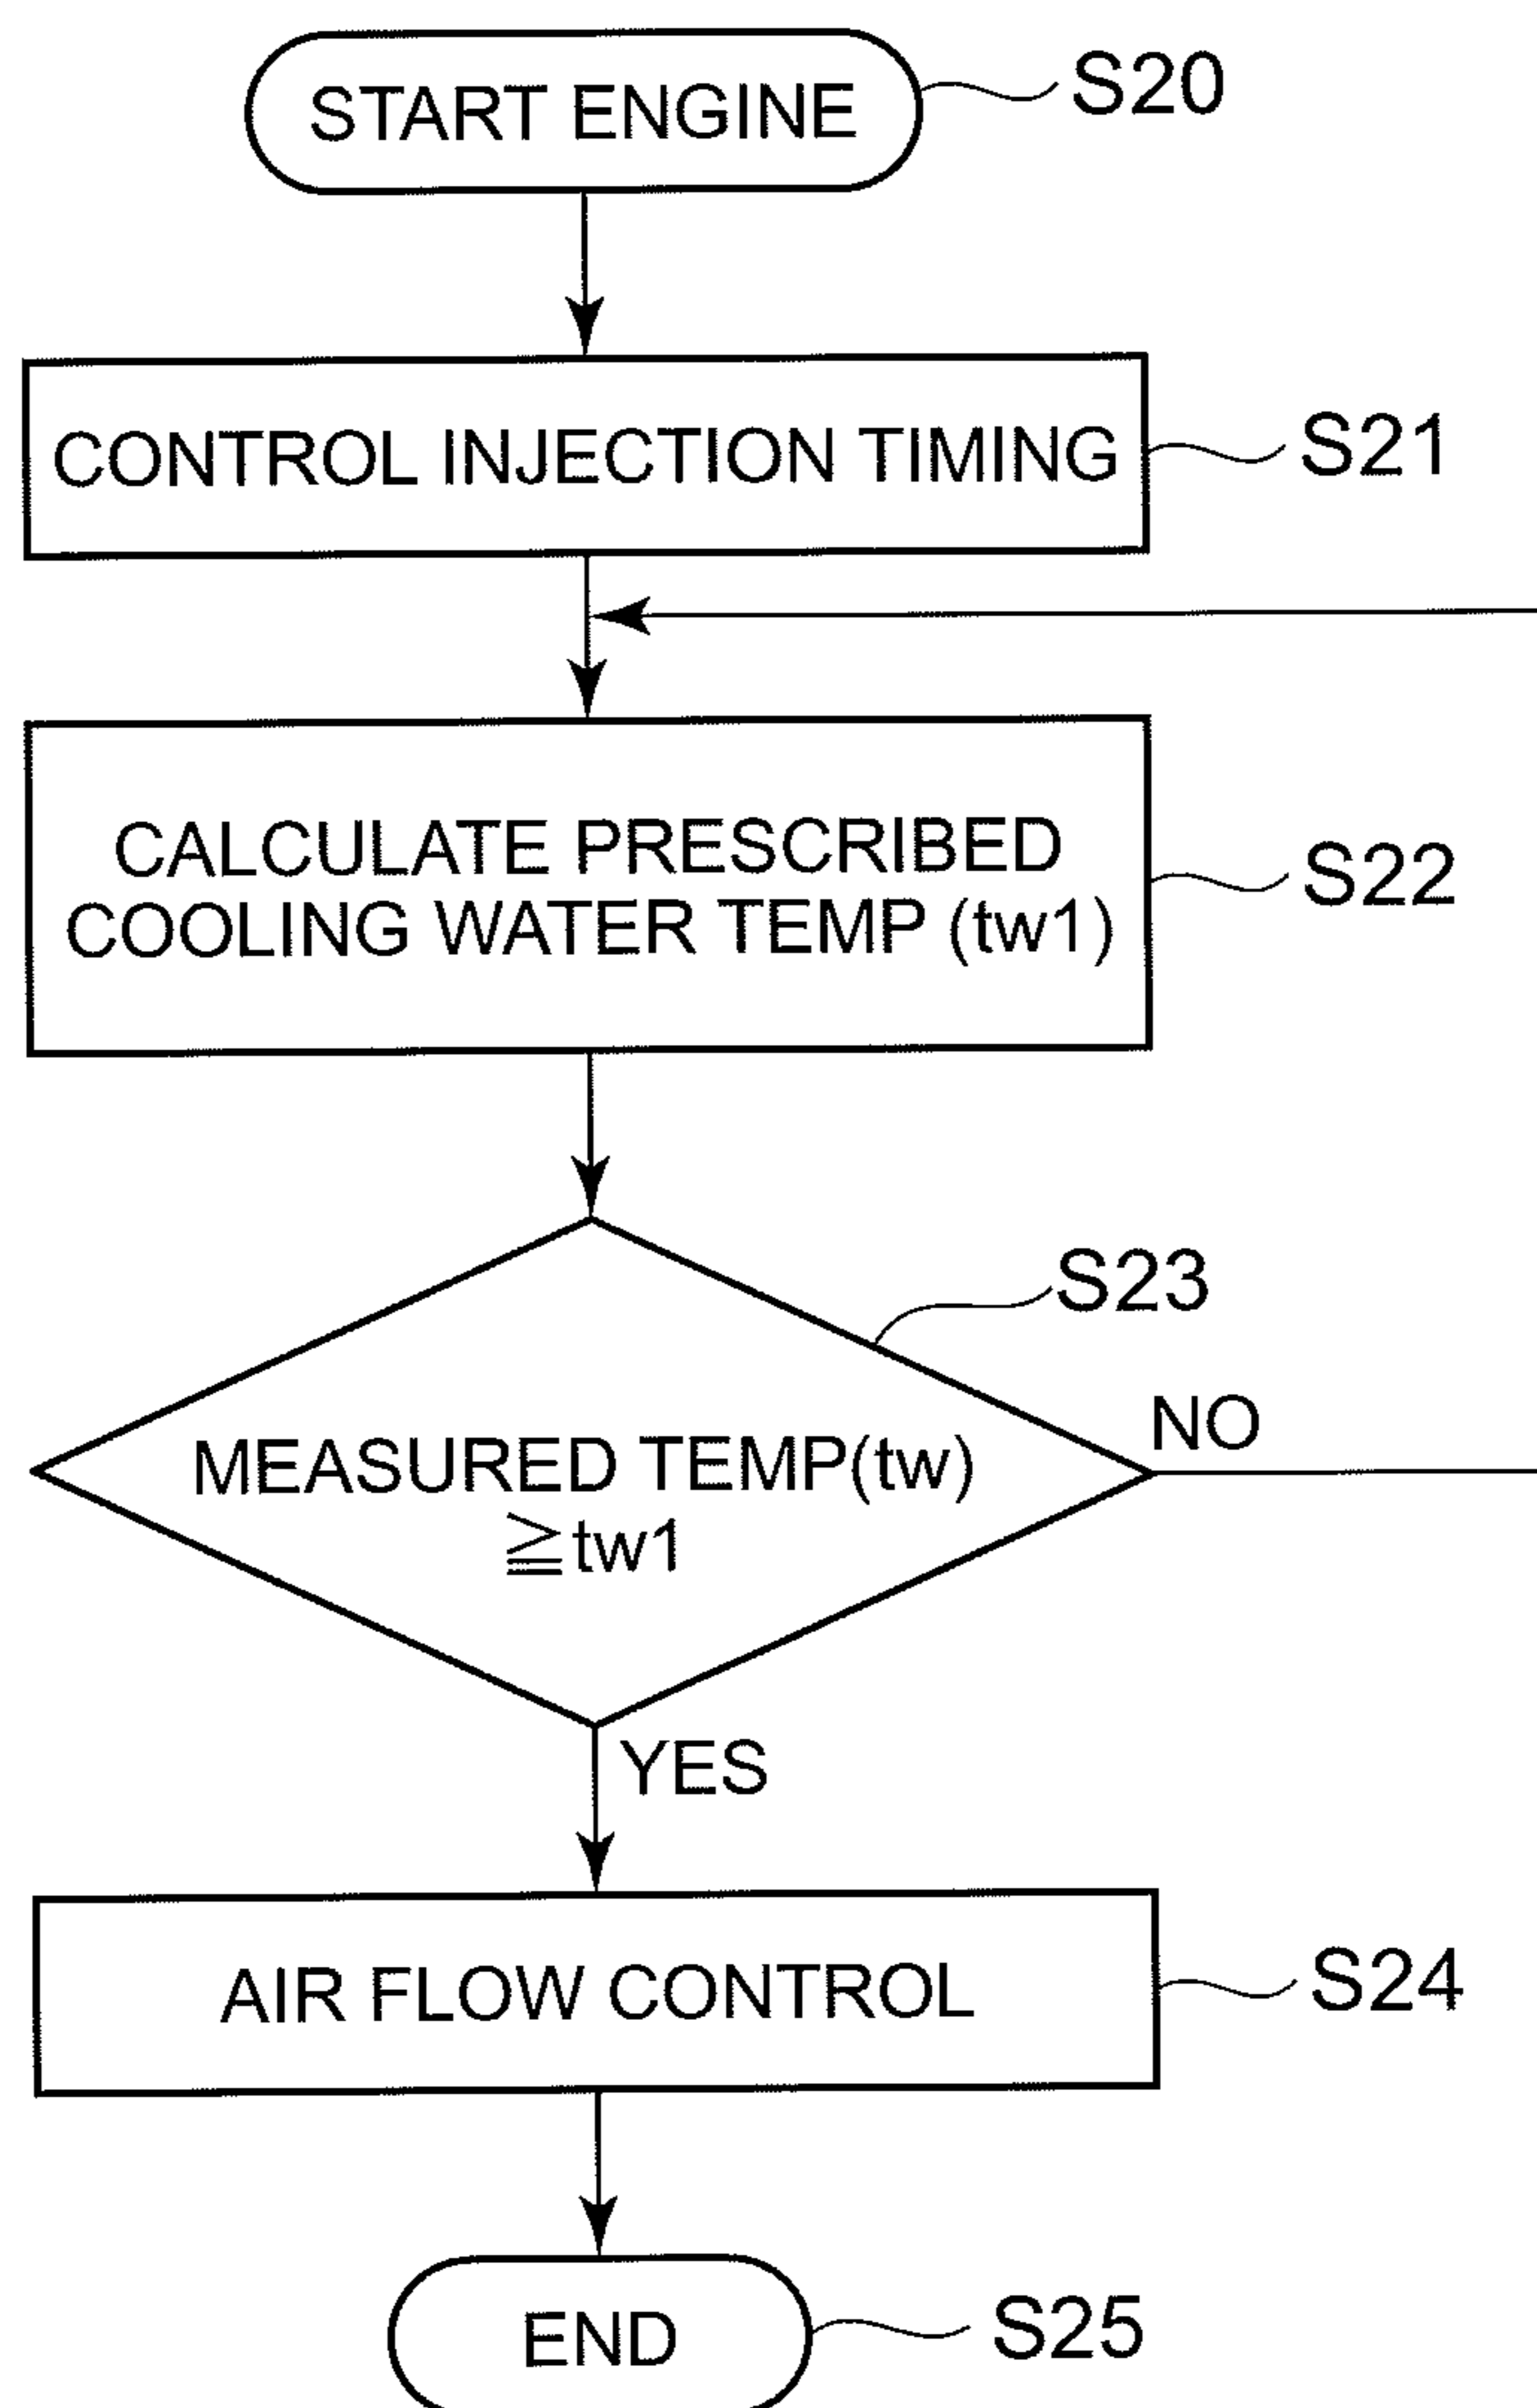 START ENGINE
S20
CONTROL INJECTION TIMING
S21
CALCULATE PRESCRIBED
COOLING WATER TEMP (tw1)
S22
S23
MEASURED TEMP(tw)
≧tw1
NO
YES
AIR FLOW CONTROL
S24
END
S25